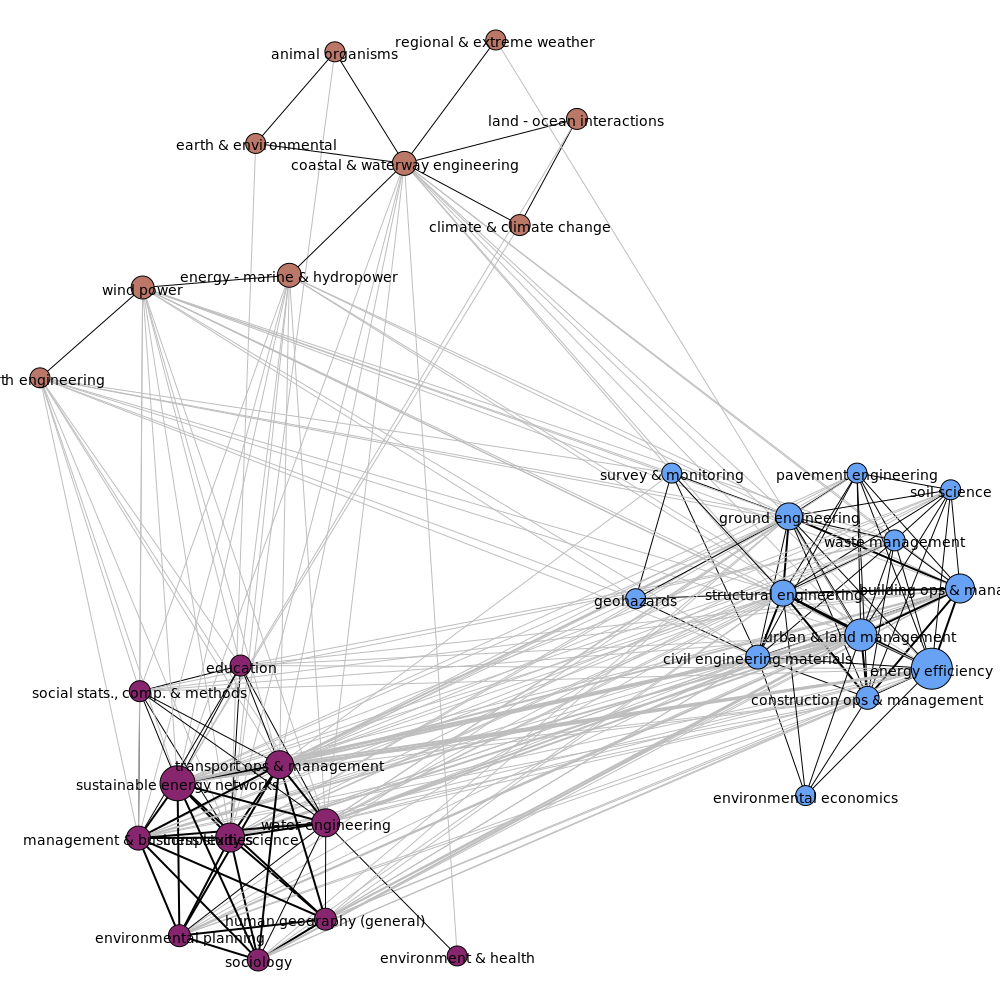 regional & extreme weather
animal organisms
land - ocean interactions
earth & environmental
coastal & waterway engineering
climate & climate change
energy - marine & hydropower
wind power
th engineering
survey & monitoring
pavement engineering
soil science
ground engineering
waste management
building ops & mana
structural engineering
geohazards
urban & land management
civil engineering materials
energy efficiency
construction ops & management
environmental economics
education
social stats., comp. & methods
transport ops & management
sustainable energy networks
water engineering
management & business studies
complexity science
human geography (general)
environmental planning
sociology
environment & health